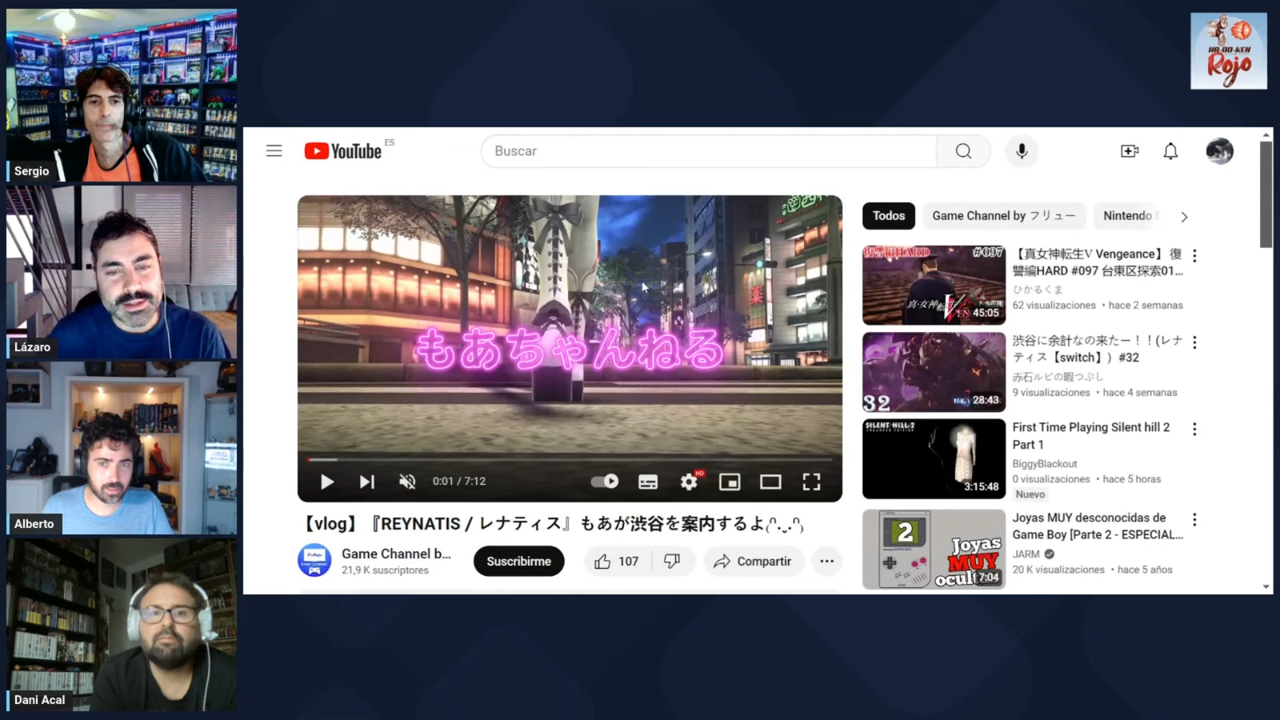 Sergio
Lázaro
Alberto
Dani Acal
HA-DO-KEN
Rojo
YouTube ES
Buscar
もあちゃんねる
0:01 / 7:12
HD
【vlog】『REYNATIS / レナティス』もあが渋谷を案内するよ₍ᐢ._.ᐢ₎
Game Channel b...
21,9 K suscriptores
Suscribirme
107
Compartir
Todos
Game Channel by フリュー
Nintendo
#097
45:05
【真女神転生V Vengeance】 復
讐編HARD #097 台東区探索01...
ひかるくま
62 visualizaciones • hace 2 semanas
32
28:43
渋谷に余計なの来たー！！(レナ
ティス【switch】) #32
赤石ルビの暇つぶし
9 visualizaciones • hace 4 semanas
SILENT HILL 2
3:15:48
First Time Playing Silent hill 2
Part 1
BiggyBlackout
0 visualizaciones • hace 5 horas
Nuevo
2
Joyas
MUY
ocul
7:04
Joyas MUY desconocidas de
Game Boy [Parte 2 - ESPECIAL...
JARM
20 K visualizaciones • hace 5 años